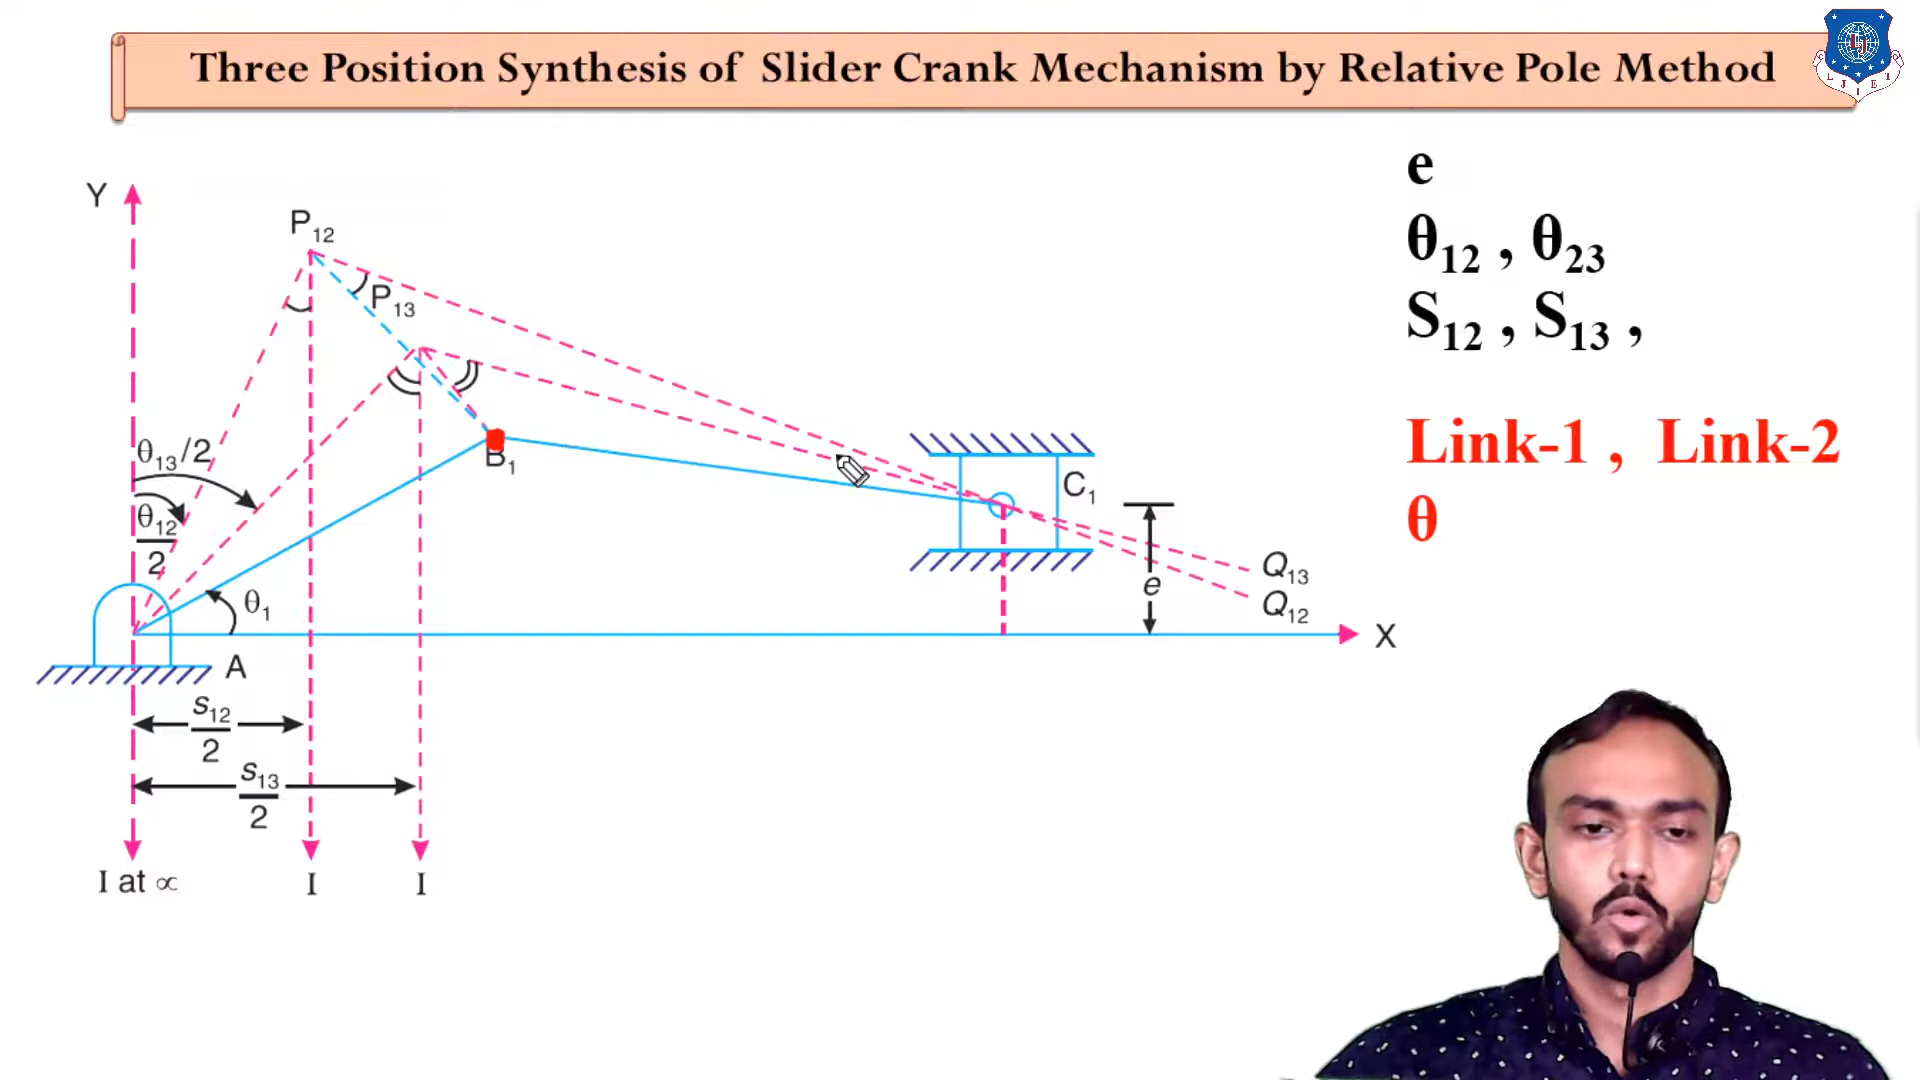 Three Position Synthesis of Slider Crank Mechanism by Relative Pole Method
L J I E T
e
θ12 , θ23
S12 , S13 ,
Link-1 , Link-2
θ
Y
P12
P13
θ13/2
θ12
2
B1
C1
θ1
e
Q13
Q12
X
A
s12
2
s13
2
I at ∝
I
I